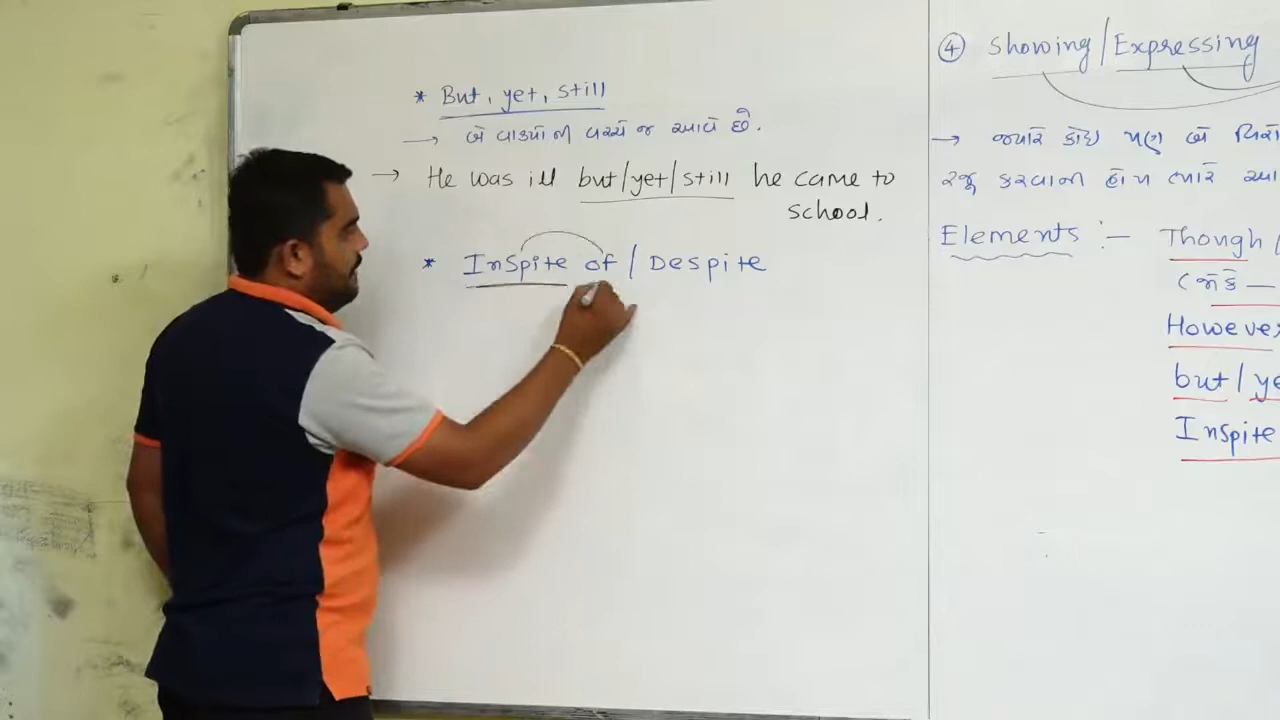 * But, yet, still
→ બે વાક્યોની વચ્ચે જ આવે છે.
→ He was ill but/yet/still he came to
school.
* Inspite of / Despite
④ Showing/Expressing
→ જ્યારે કોઇ પણ બે વિરો
રજૂ કરવાના હોય ત્યારે આ
Elements :- Though /
(જો કે —
However
but/ye
Inspite